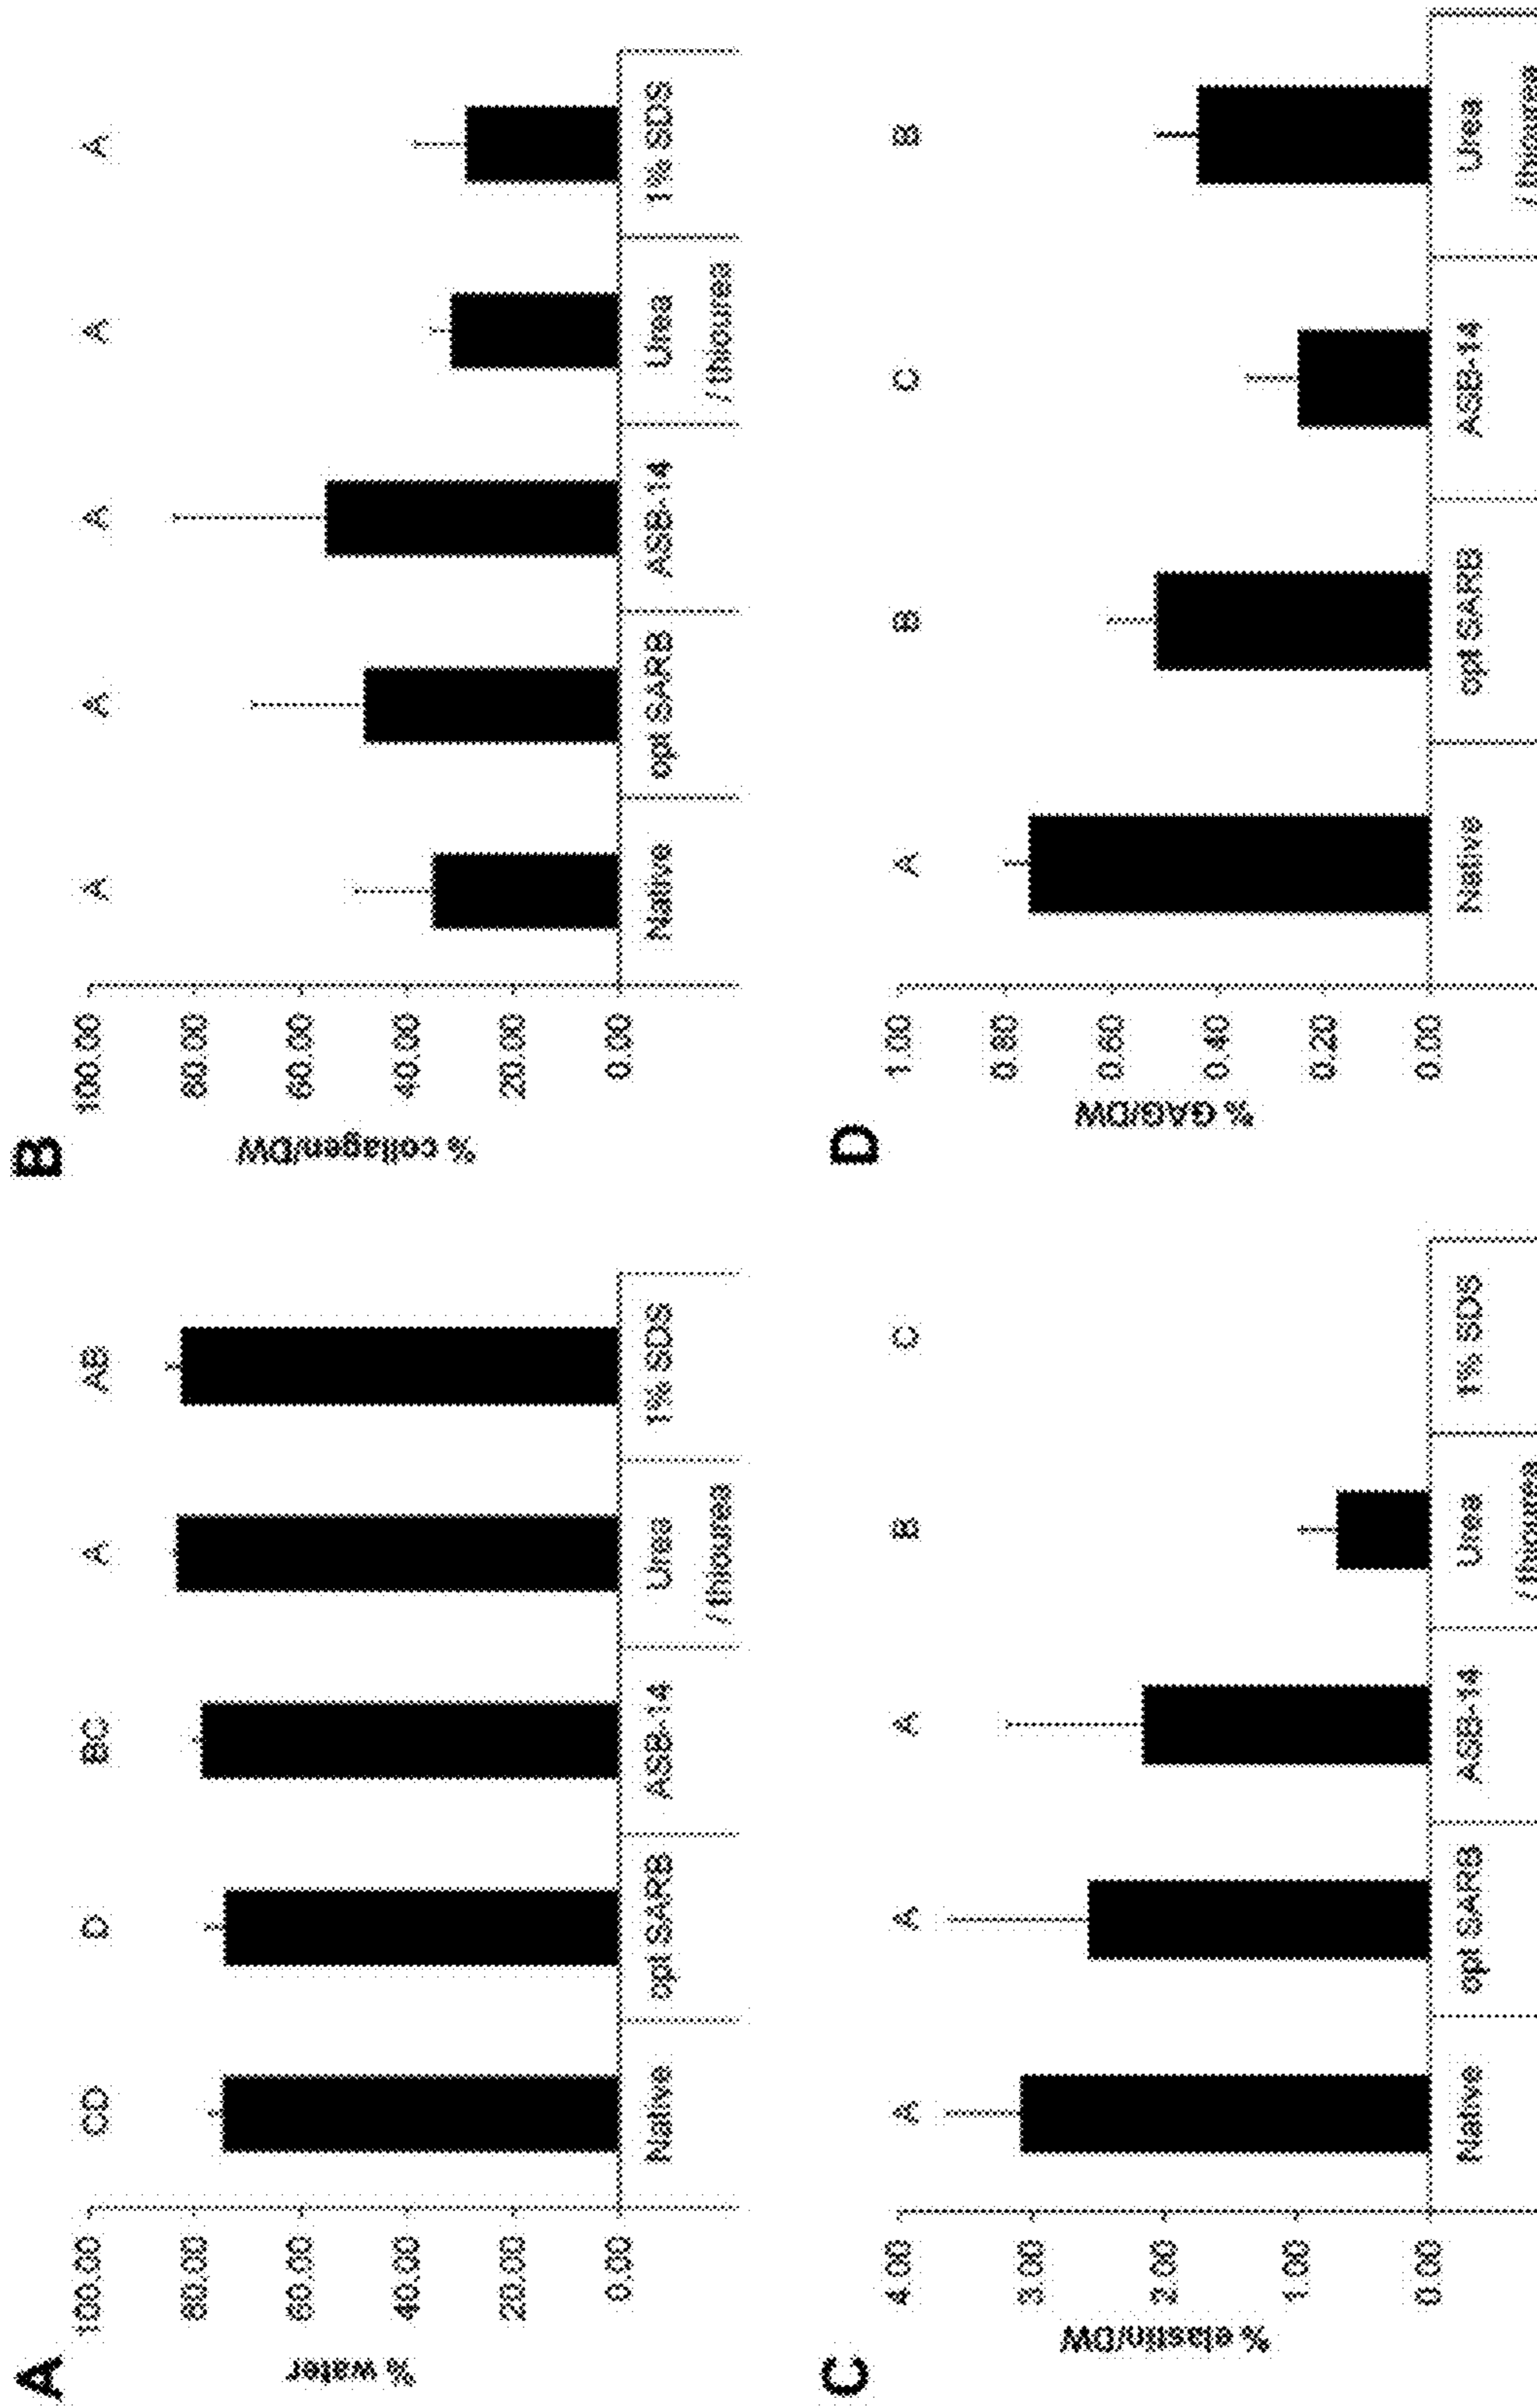 A
% water
100.00
80.00
60.00
40.00
20.00
0.00
CD D BC A AB
Native opt SARB ASB-14 Urea 1% SDS
/ thiourea
B
% collagen/DW
100.00
80.00
60.00
40.00
20.00
0.00
A A A A A
Native opt SARB ASB-14 Urea 1% SDS
/ thiourea
C
% elastin/DW
4.00
3.00
2.00
1.00
0.00
A A A B C
Native opt SARB ASB-14 Urea 1% SDS
/ thiourea
D
% GAG/DW
1.00
0.80
0.60
0.40
0.20
0.00
A B C B
Native opt SARB ASB-14 Urea
/ thiourea